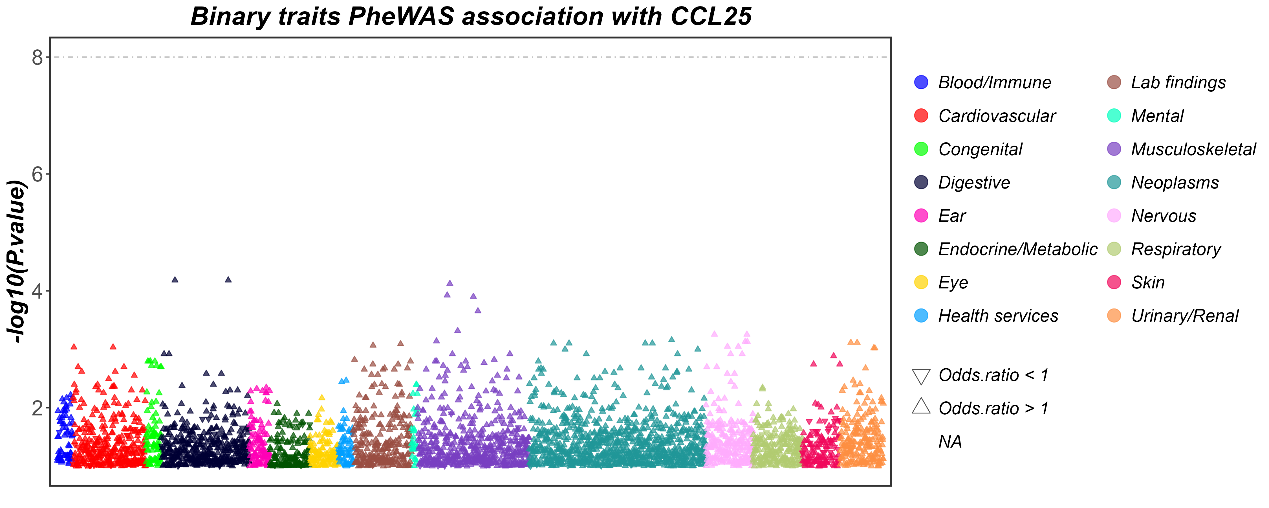 Binary traits PheWAS association with CCL25
-log10(P.value)
8
6
4
2
Blood/Immune
Cardiovascular
Congenital
Digestive
Ear
Endocrine/Metabolic
Eye
Health services
Lab findings
Mental
Musculoskeletal
Neoplasms
Nervous
Respiratory
Skin
Urinary/Renal
Odds.ratio < 1
Odds.ratio > 1
NA